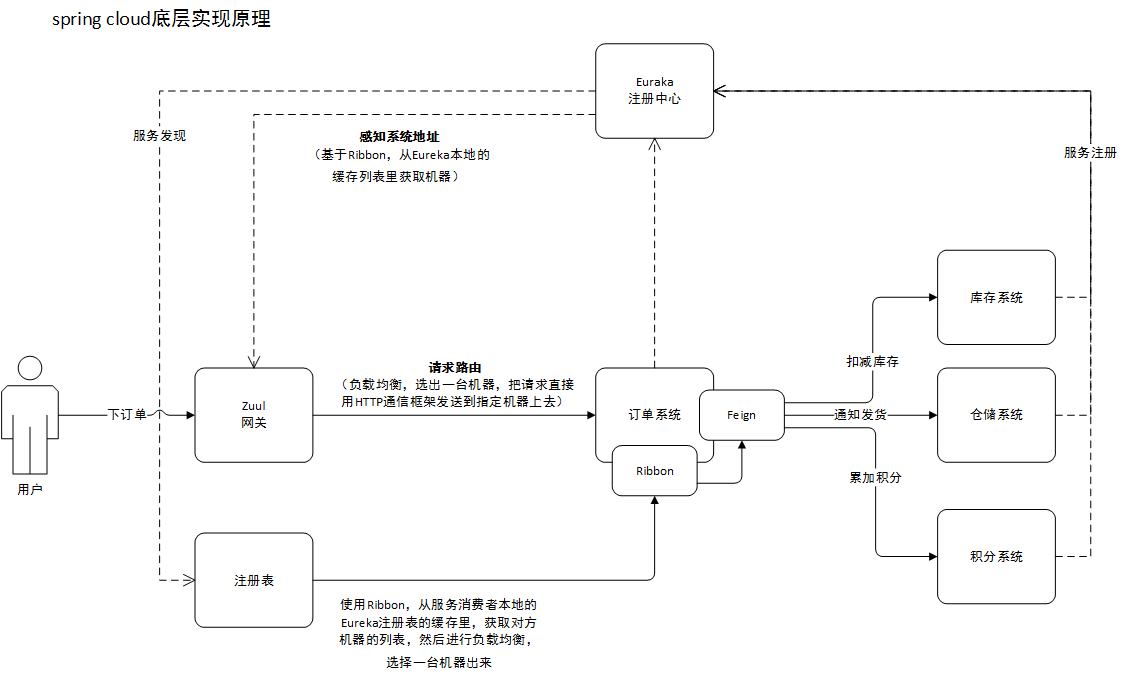 spring cloud底层实现原理
Euraka
注册中心
服务发现
感知系统地址
（基于Ribbon，从Eureka本地的
缓存列表里获取机器）
服务注册
库存系统
扣减库存
请求路由
（负载均衡，选出一台机器，把请求直接
用HTTP通信框架发送到指定机器上去）
下订单
Zuul
网关
订单系统
Feign
通知发货
仓储系统
Ribbon
累加积分
用户
积分系统
注册表
使用Ribbon，从服务消费者本地的
Eureka注册表的缓存里，获取对方
机器的列表，然后进行负载均衡，
选择一台机器出来